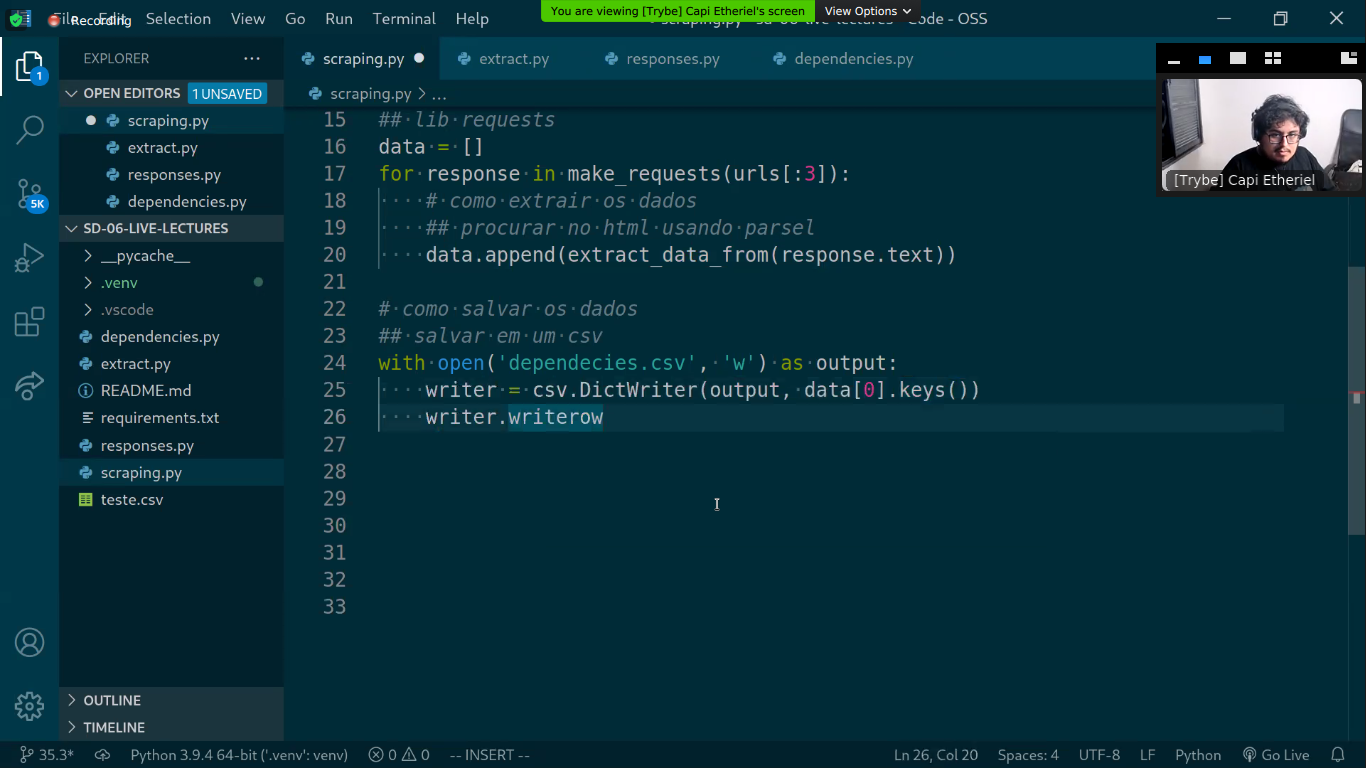 Recording
File Edit Selection View Go Run Terminal Help
You are viewing [Trybe] Capi Etheriel's screen
View Options
scraping.py - sd-06-live-lectures - Code - OSS
EXPLORER
scraping.py
extract.py
responses.py
dependencies.py
OPEN EDITORS
1 UNSAVED
scraping.py
extract.py
responses.py
dependencies.py
SD-06-LIVE-LECTURES
__pycache__
.venv
.vscode
dependencies.py
extract.py
README.md
requirements.txt
responses.py
scraping.py
teste.csv
OUTLINE
TIMELINE
1
5K
scraping.py > ...
15 ## lib requests
16 data = []
17 for response in make_requests(urls[:3]):
18     # como extrair os dados
19     ## procurar no html usando parsel
20     data.append(extract_data_from(response.text))
21
22 # como salvar os dados
23 ## salvar em um csv
24 with open('dependecies.csv', 'w') as output:
25     writer = csv.DictWriter(output, data[0].keys())
26     writer.writerow
27
28
29
30
31
32
33
[Trybe] Capi Etheriel
35.3* Python 3.9.4 64-bit ('.venv': venv) 0 0 -- INSERT -- Ln 26, Col 20 Spaces: 4 UTF-8 LF Python Go Live